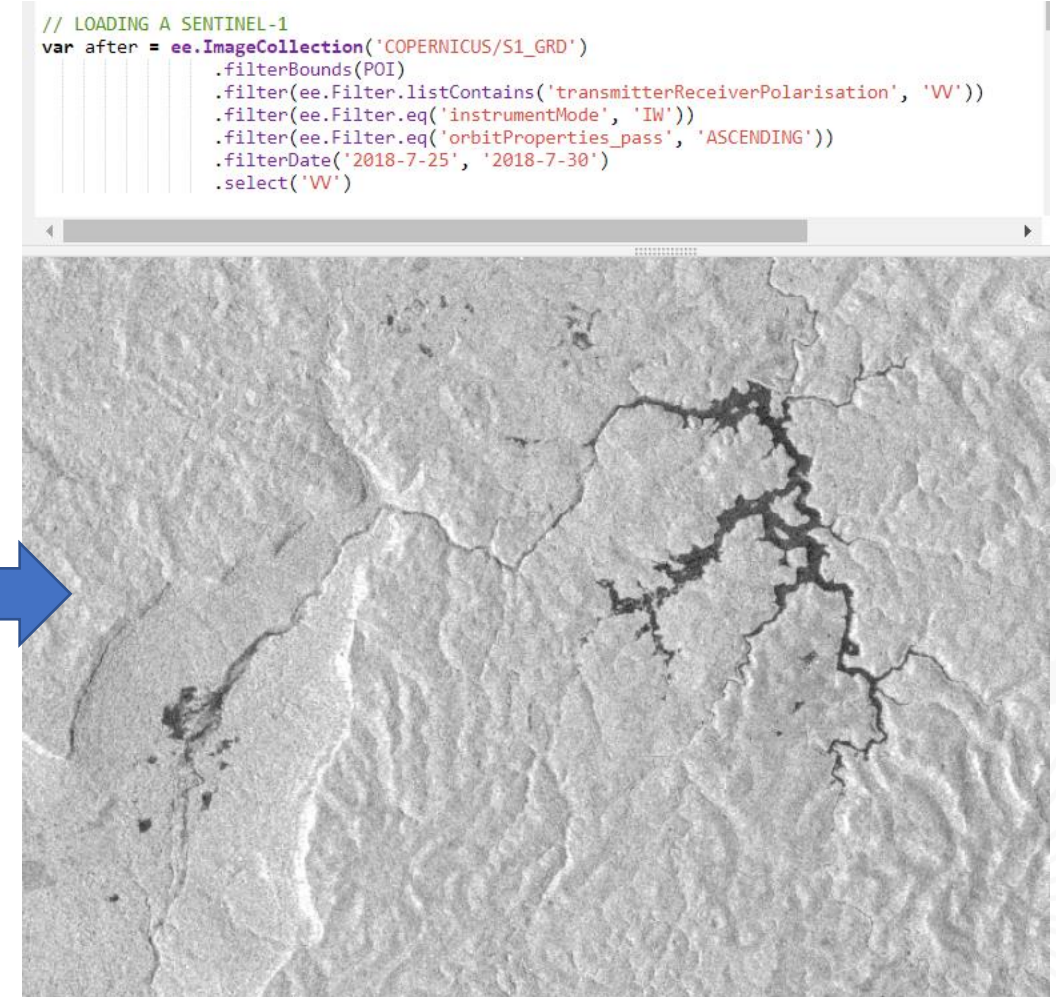 // LOADING A SENTINEL-1
var after = ee.ImageCollection('COPERNICUS/S1_GRD')
.filterBounds(POI)
.filter(ee.Filter.listContains('transmitterReceiverPolarisation', 'VV'))
.filter(ee.Filter.eq('instrumentMode', 'IW'))
.filter(ee.Filter.eq('orbitProperties_pass', 'ASCENDING'))
.filterDate('2018-7-25', '2018-7-30')
.select('VV')